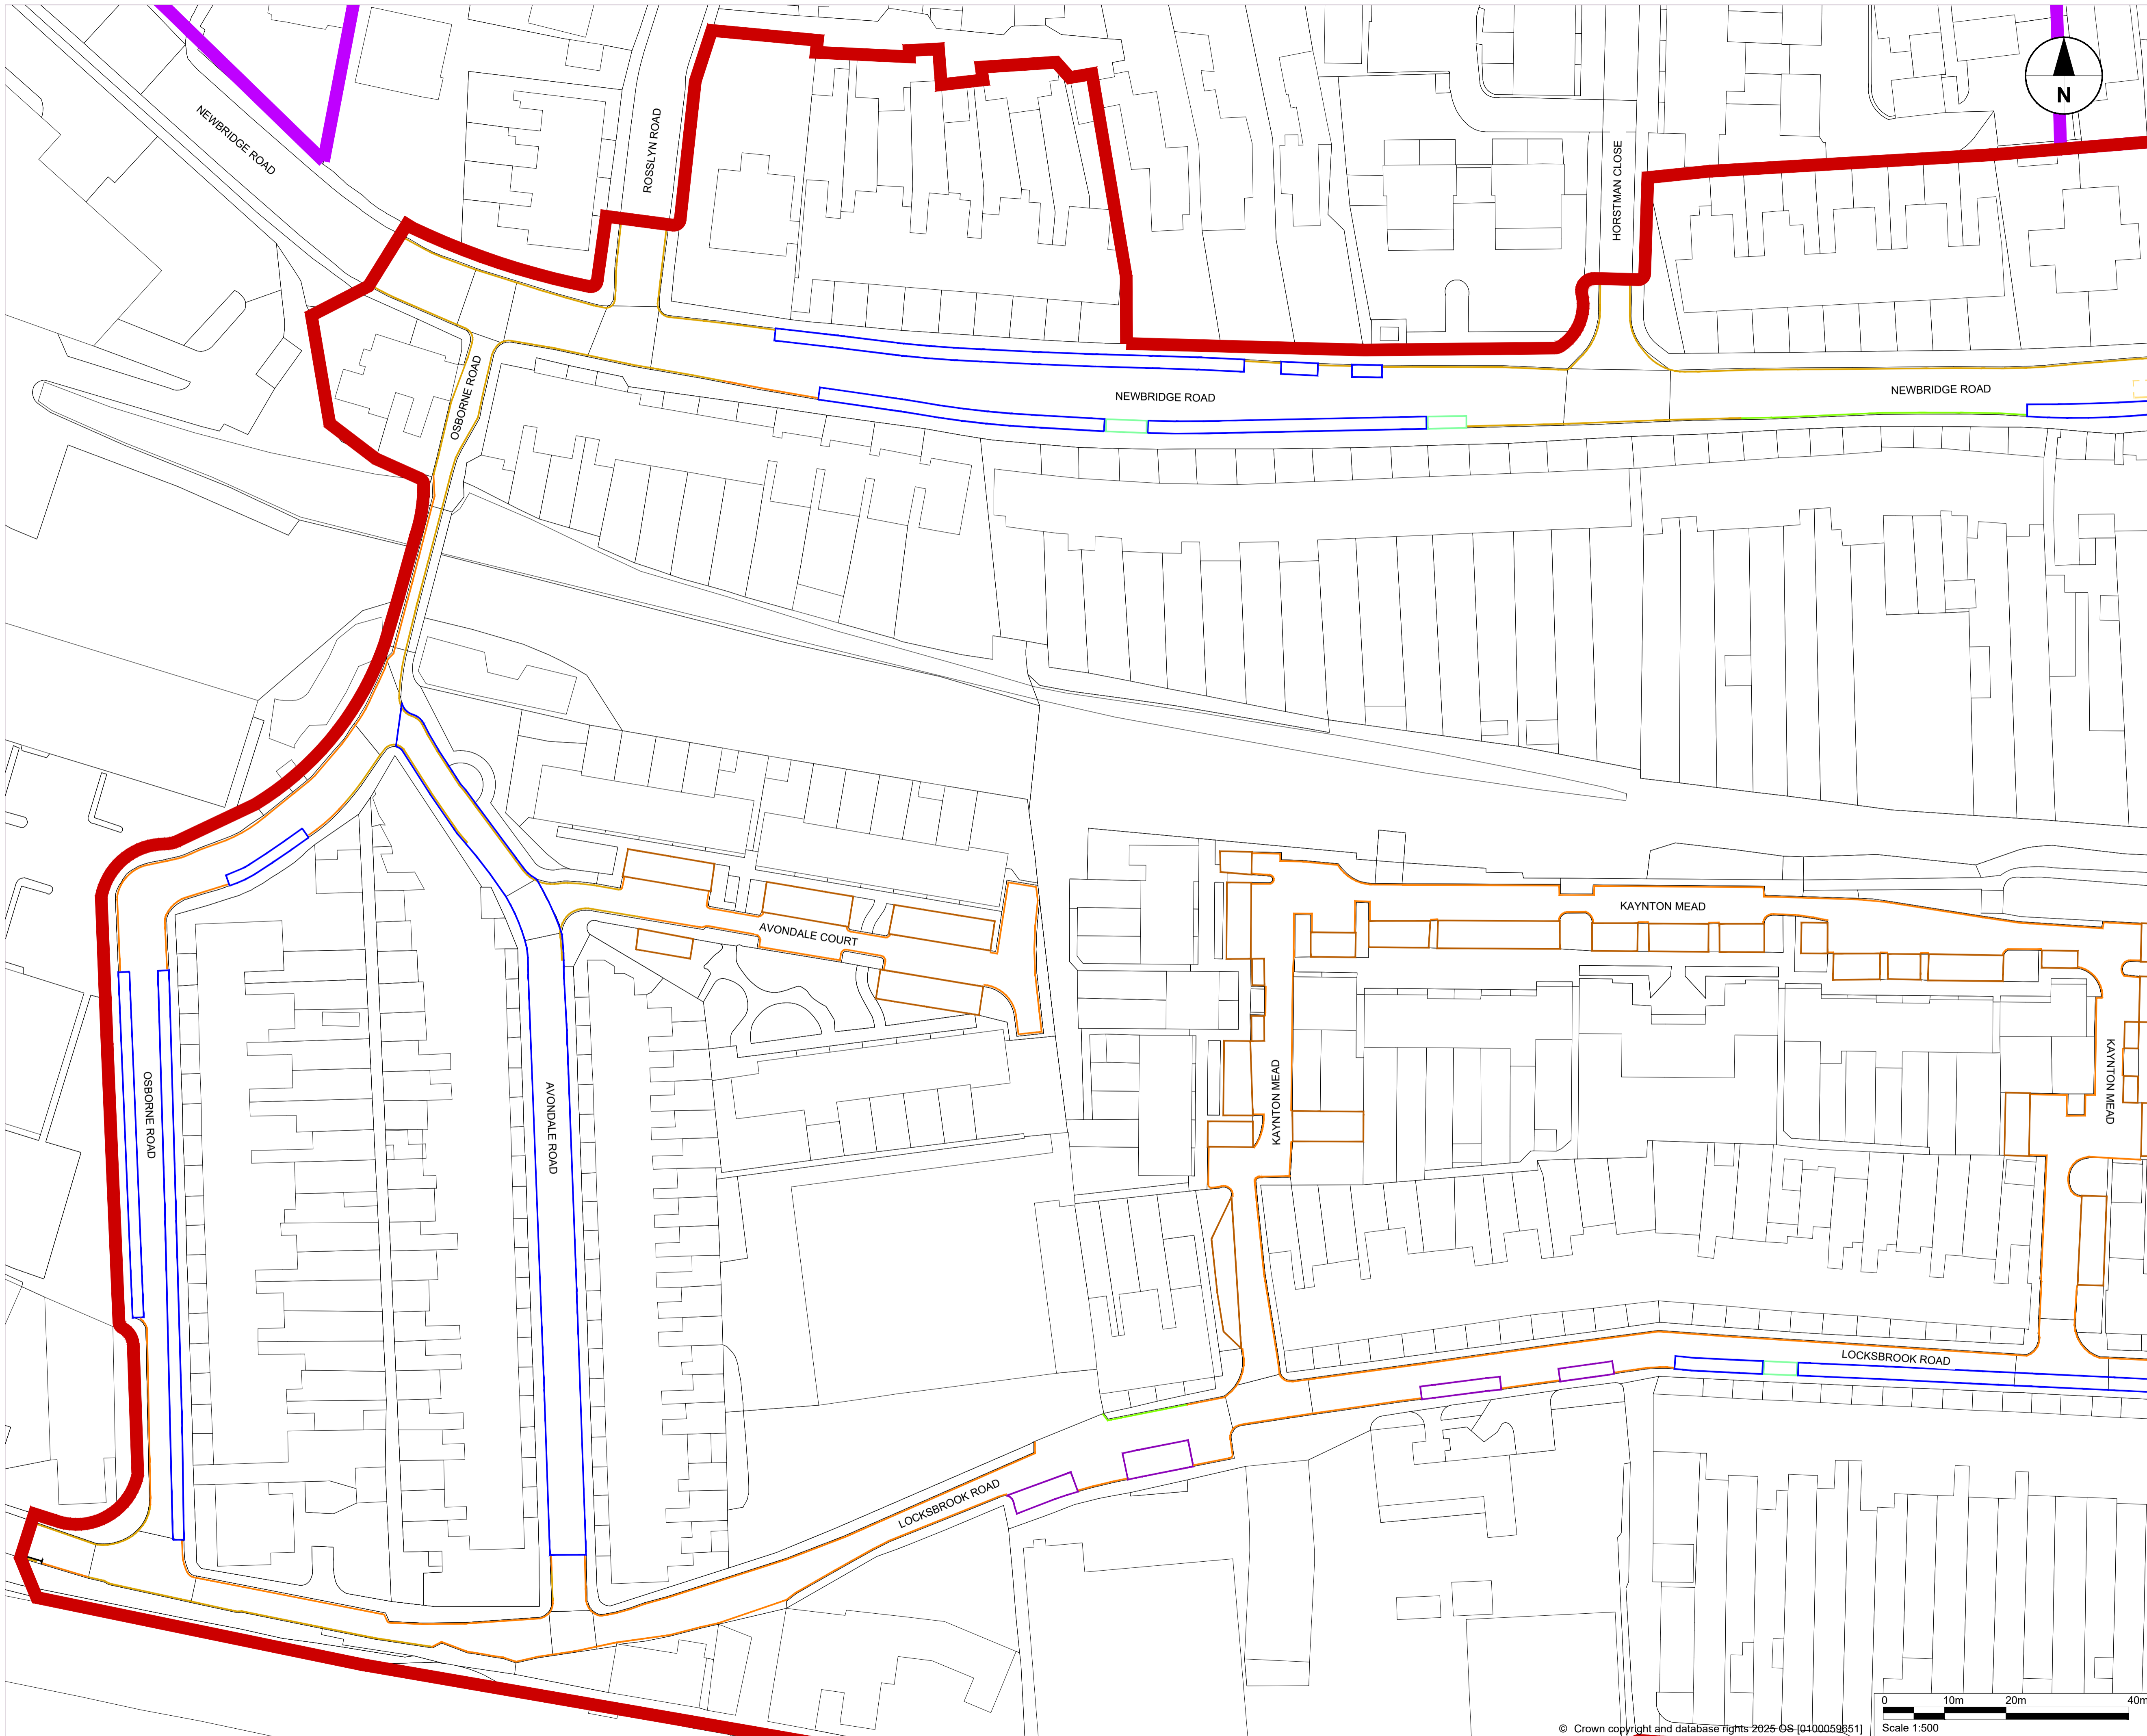 NEWBRIDGE ROAD
ROSSLYN ROAD
HORSTMAN CLOSE
N
OSBORNE ROAD
NEWBRIDGE ROAD
NEWBRIDGE ROAD
KAYNTON MEAD
AVONDALE COURT
OSBORNE ROAD
AVONDALE ROAD
KAYNTON MEAD
KAYNTON MEAD
LOCKSBROOK ROAD
LOCKSBROOK ROAD
1
0 10m 20m 40m
Scale 1:500
© Crown copyright and database rights 2025 OS [0100059651]